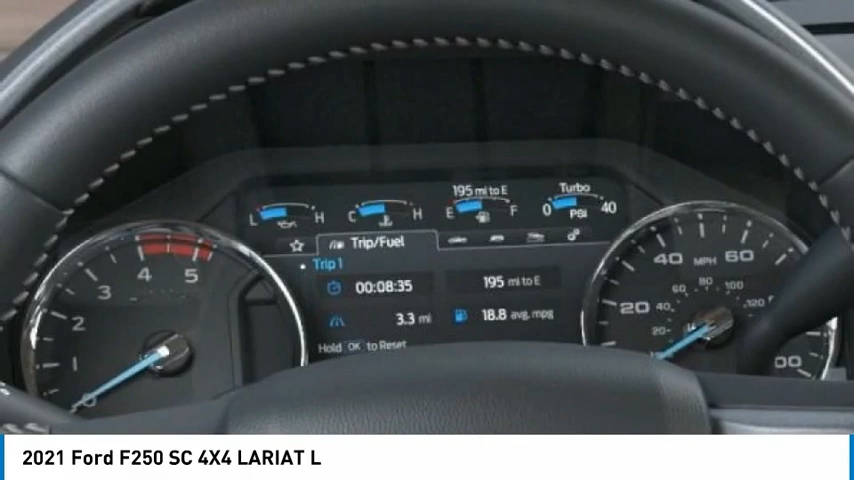 195 mi to E
Turbo
L H C H E F 0 PSI 40
Trip/Fuel
Trip 1
00:08:35 195 mi to E
3.3 mi 18.8 avg. mpg
Hold OK to Reset
0 1 2 3 4 5
20 40 MPH 60
20 40 60 80 100 120
2021 Ford F250 SC 4X4 LARIAT L